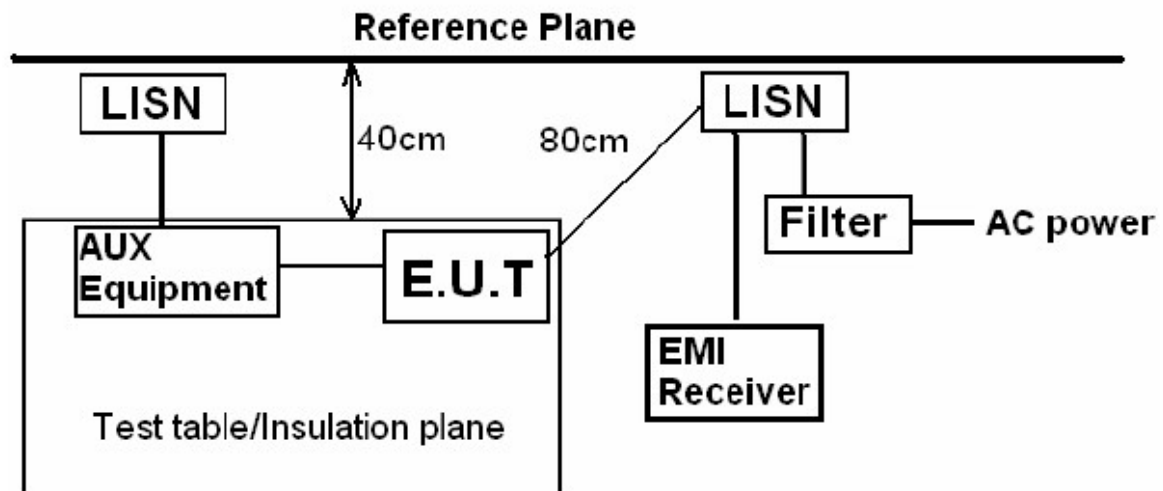 Reference Plane
LISN
40cm
80cm
LISN
Filter
AC power
AUX
Equipment
E.U.T
EMI
Receiver
Test table/Insulation plane